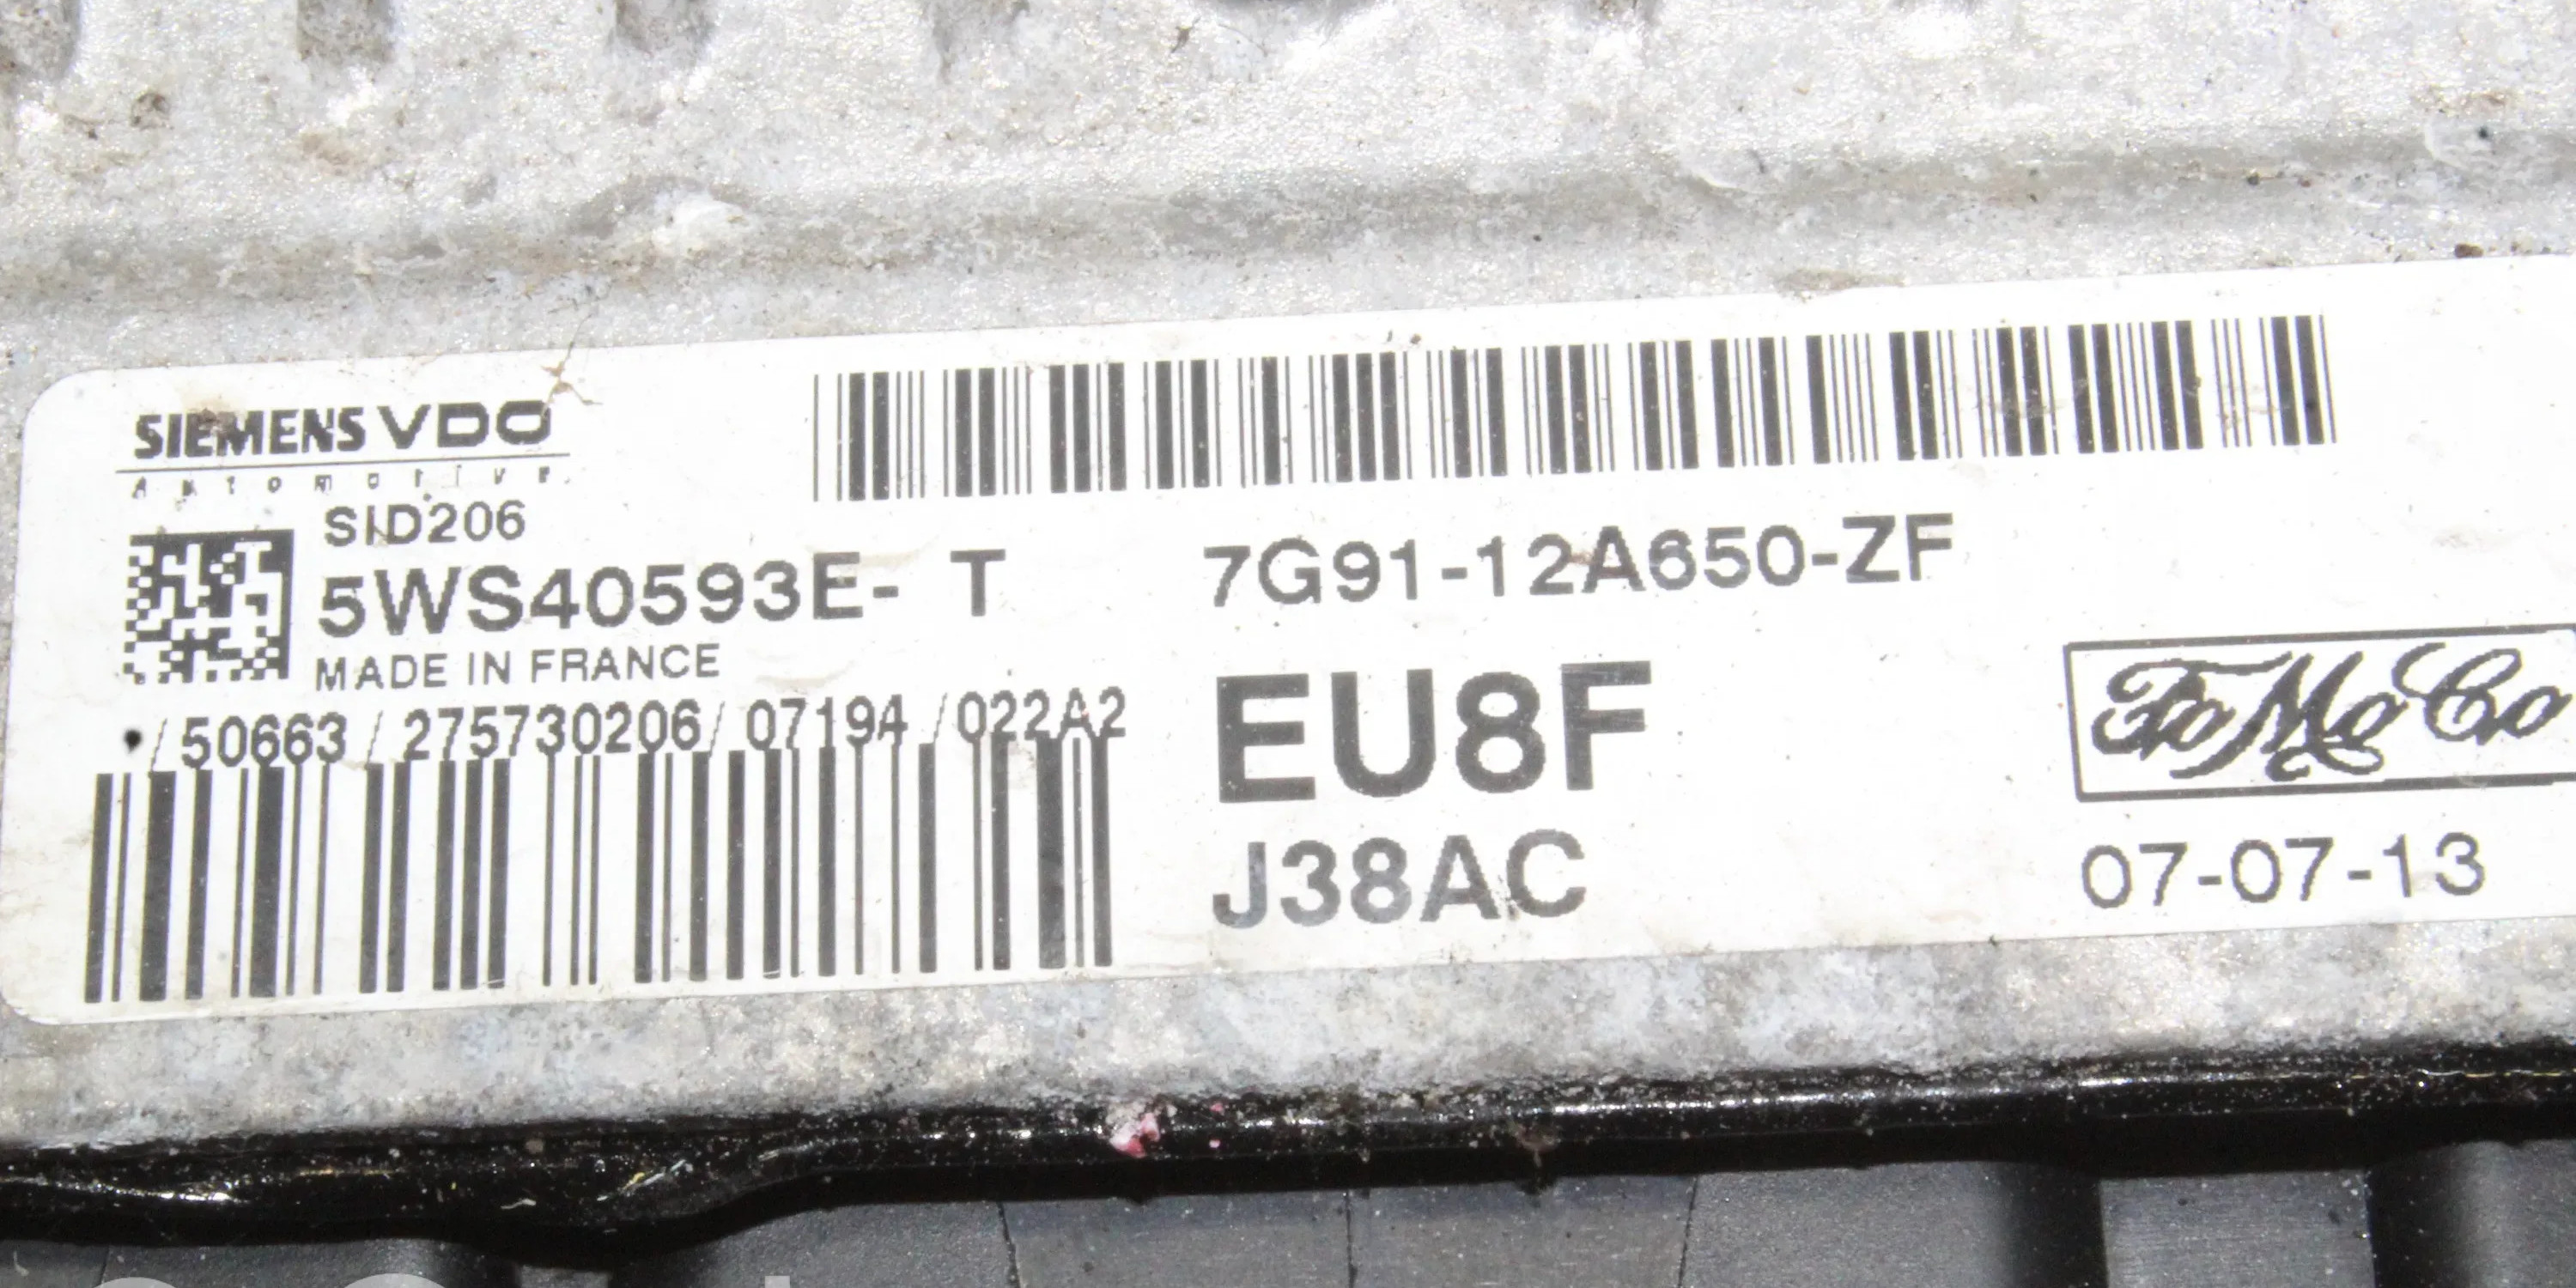 SIEMENS VDO
Automotive
SID206
5WS40593E- T
MADE IN FRANCE
/50663/275730206/07194/022A2
7G91-12A650-ZF
EU8F
J38AC
FoMoCo
07-07-13